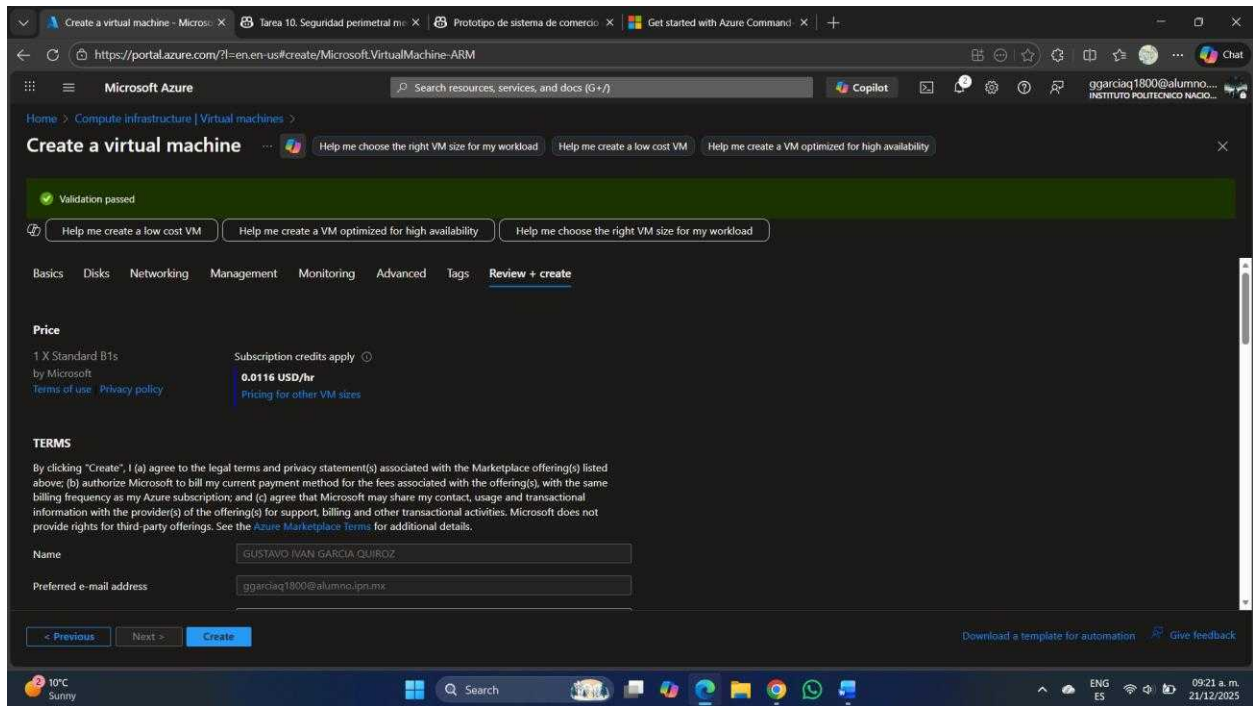 Create a virtual machine - Microso
Tarea 10. Seguridad perimetral me
Prototipo de sistema de comercio
Get started with Azure Command-
https://portal.azure.com/?l=en.en-us#create/Microsoft.VirtualMachine-ARM
Chat
Microsoft Azure
Search resources, services, and docs (G+/)
Copilot
ggarciaq1800@alumno....
INSTITUTO POLITECNICO NACIO...
Home > Compute infrastructure | Virtual machines >
Create a virtual machine ...
Help me choose the right VM size for my workload
Help me create a low cost VM
Help me create a VM optimized for high availability
Validation passed
Help me create a low cost VM
Help me create a VM optimized for high availability
Help me choose the right VM size for my workload
Basics Disks Networking Management Monitoring Advanced Tags Review + create
Price
1 X Standard B1s
by Microsoft
Terms of use Privacy policy
Subscription credits apply
0.0116 USD/hr
Pricing for other VM sizes
TERMS
By clicking "Create", I (a) agree to the legal terms and privacy statement(s) associated with the Marketplace offering(s) listed
above; (b) authorize Microsoft to bill my current payment method for the fees associated with the offering(s), with the same
billing frequency as my Azure subscription; and (c) agree that Microsoft may share my contact, usage and transactional
information with the provider(s) of the offering(s) for support, billing and other transactional activities. Microsoft does not
provide rights for third-party offerings. See the Azure Marketplace Terms for additional details.
Name
GUSTAVO IVAN GARCIA QUIROZ
Preferred e-mail address
ggarciaq1800@alumno.ipn.mx
< Previous
Next >
Create
Download a template for automation
Give feedback
2
10°C
Sunny
Search
ENG
ES
09:21 a. m.
21/12/2025